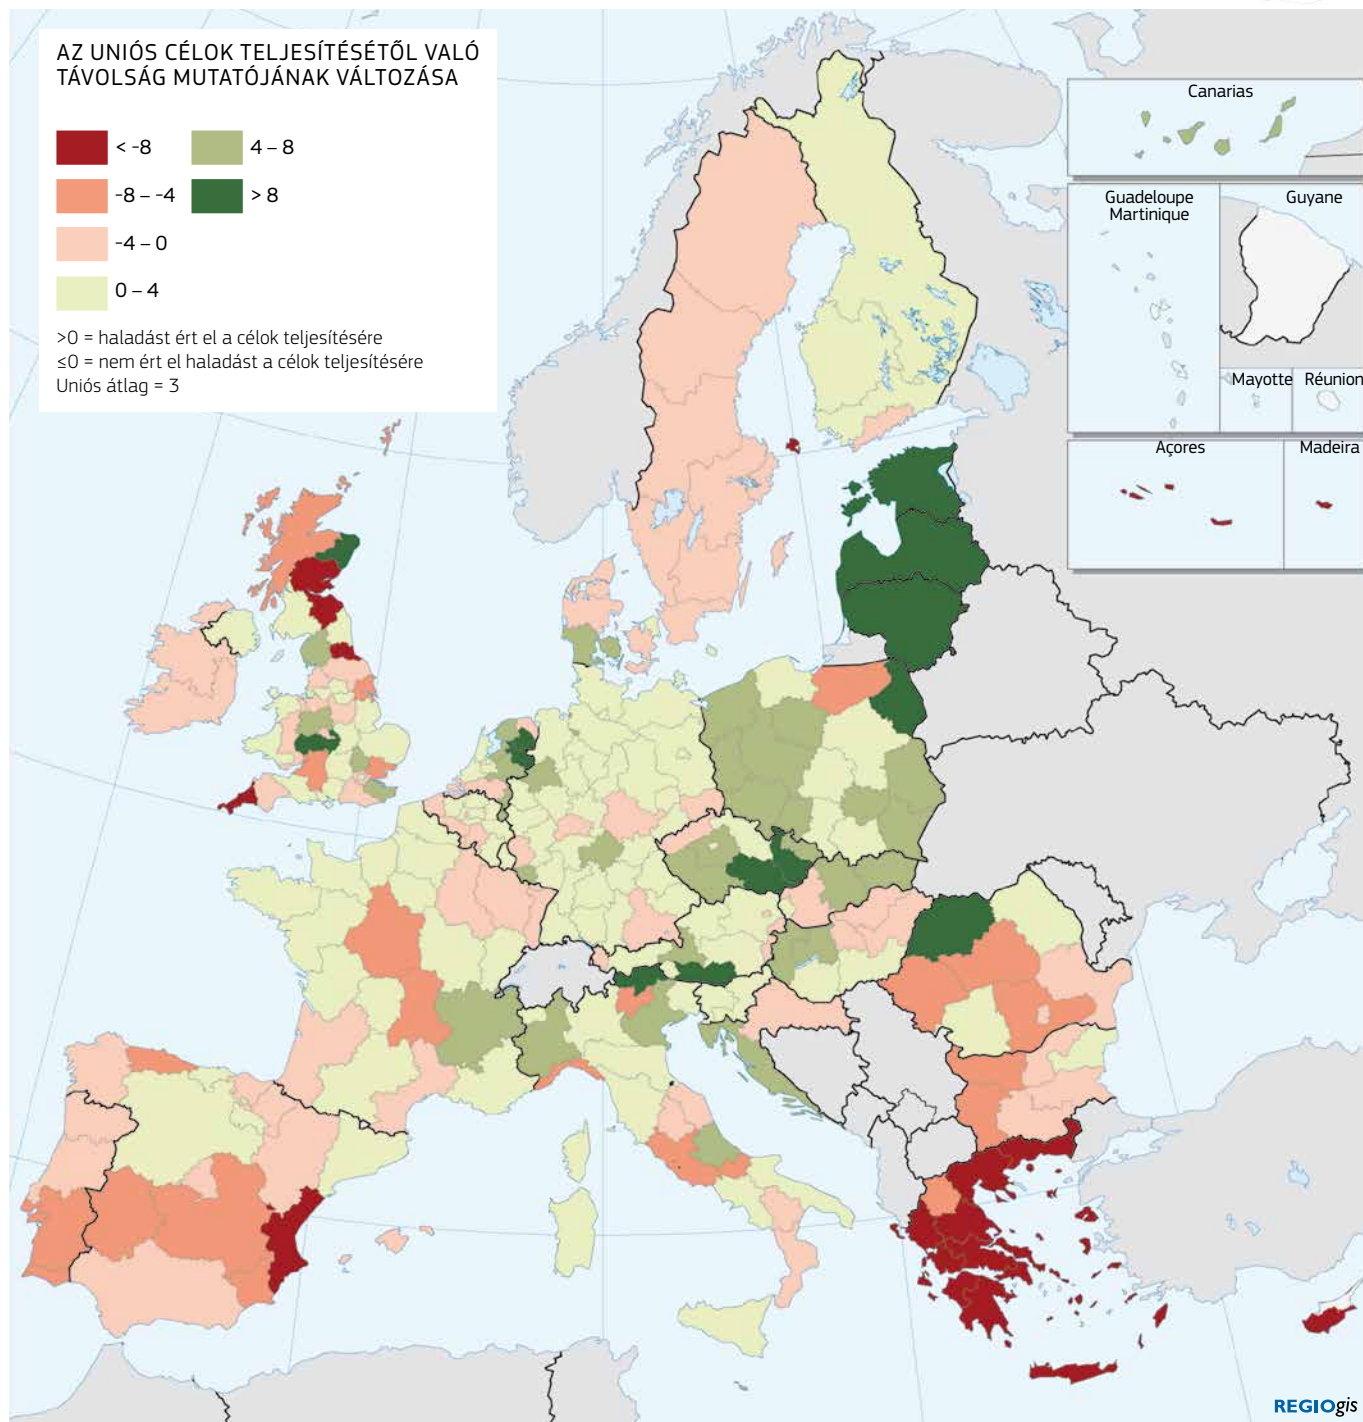 AZ UNIÓS CÉLOK TELJESÍTÉSÉTŐL VALÓ
TÁVOLSÁG MUTATÓJÁNAK VÁLTOZÁSA
< -8
4 – 8
-8 – -4
> 8
-4 – 0
0 – 4
>0 = haladást ért el a célok teljesítésére
≤0 = nem ért el haladást a célok teljesítésére
Uniós átlag = 3
Canarias
Guadeloupe
Martinique
Guyane
Mayotte
Réunion
Açores
Madeira
REGIOgis